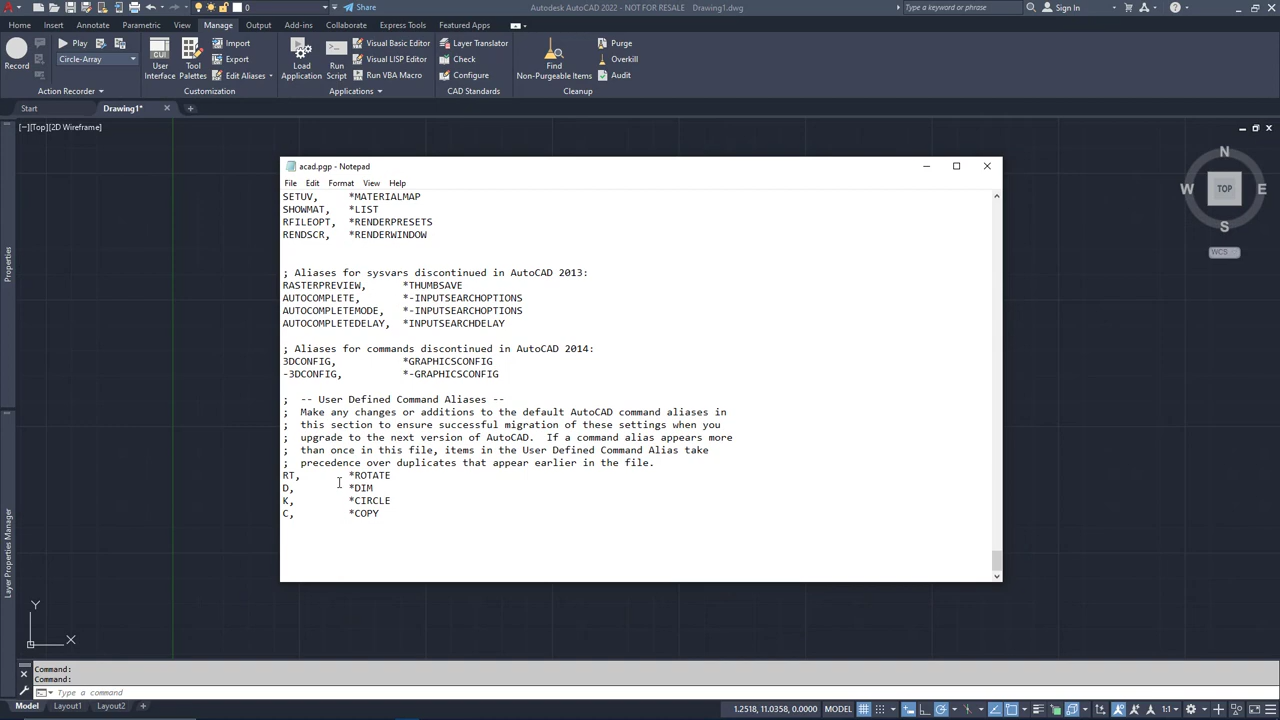 Share
0
Autodesk AutoCAD 2022 - NOT FOR RESALE Drawing1.dwg
Type a keyword or phrase
Sign In
Home Insert Annotate Parametric View Manage Output Add-ins Collaborate Express Tools Featured Apps
Record
Play
Circle-Array
Action Recorder
User
Interface
Tool
Palettes
Import
Export
Edit Aliases
Customization
Load
Application
Run
Script
Visual Basic Editor
Visual LISP Editor
Run VBA Macro
Applications
Layer Translator
Check
Configure
CAD Standards
Find
Non-Purgeable Items
Purge
Overkill
Audit
Cleanup
Start
Drawing1*
[−][Top][2D Wireframe]
N
W TOP E
S
WCS
Properties
Layer Properties Manager
acad.pgp - Notepad
File Edit Format View Help
SETUV, *MATERIALMAP
SHOWMAT, *LIST
RFILEOPT, *RENDERPRESETS
RENDSCR, *RENDERWINDOW
; Aliases for sysvars discontinued in AutoCAD 2013:
RASTERPREVIEW, *THUMBSAVE
AUTOCOMPLETE, *-INPUTSEARCHOPTIONS
AUTOCOMPLETEMODE, *-INPUTSEARCHOPTIONS
AUTOCOMPLETEDELAY, *INPUTSEARCHDELAY
; Aliases for commands discontinued in AutoCAD 2014:
3DCONFIG, *GRAPHICSCONFIG
-3DCONFIG, *-GRAPHICSCONFIG
; -- User Defined Command Aliases --
; Make any changes or additions to the default AutoCAD command aliases in
; this section to ensure successful migration of these settings when you
; upgrade to the next version of AutoCAD. If a command alias appears more
; than once in this file, items in the User Defined Command Alias take
; precedence over duplicates that appear earlier in the file.
RT, *ROTATE
D, *DIM
K, *CIRCLE
C, *COPY
Y
X
Command:
Command:
Type a command
Model Layout1 Layout2
1.2518, 11.0358, 0.0000 MODEL
1:1